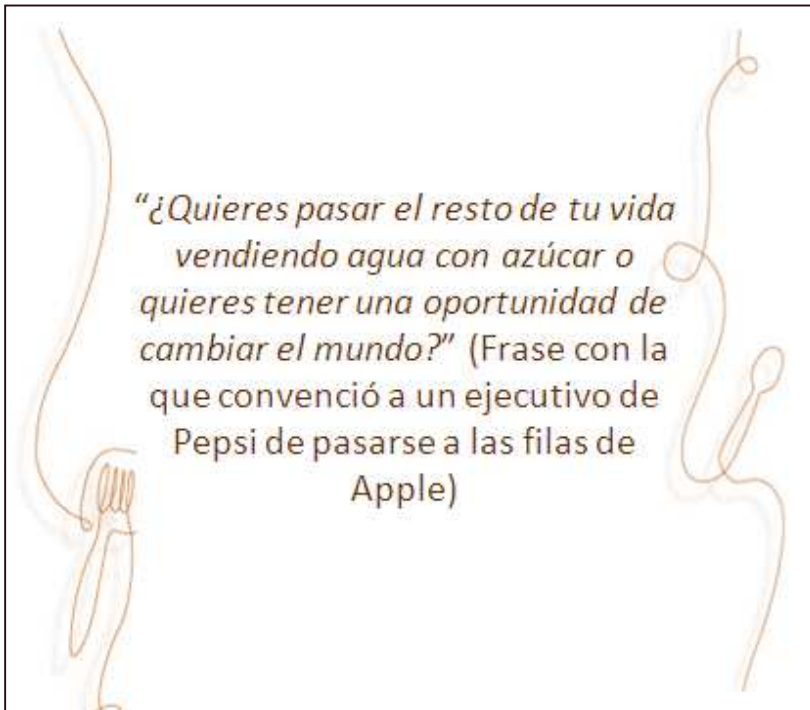 “¿Quieres pasar el resto de tu vida
vendiendo agua con azúcar o
quieres tener una oportunidad de
cambiar el mundo?” (Frase con la
que convenció a un ejecutivo de
Pepsi de pasarse a las filas de
Apple)